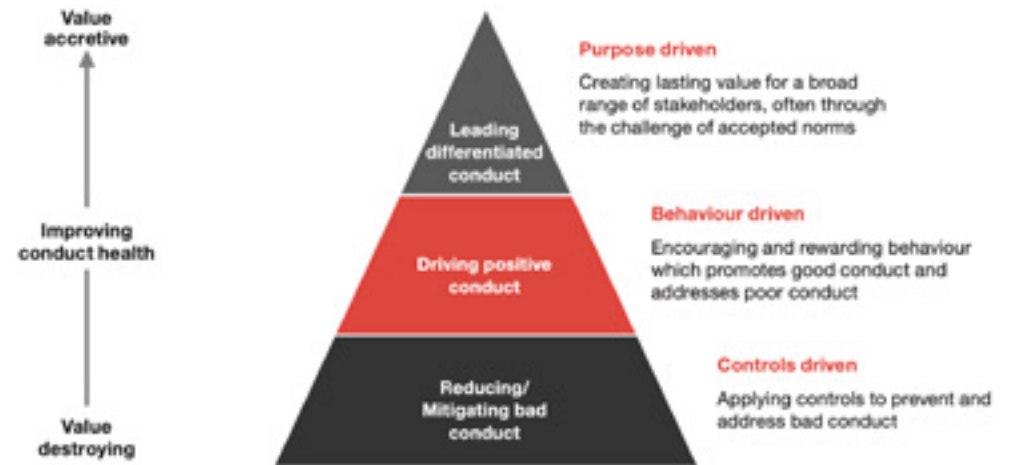 Value
accretive
Improving
conduct health
Value
destroying
Leading
differentiated
conduct
Driving positive
conduct
Reducing/
Mitigating bad
conduct
Purpose driven
Creating lasting value for a broad
range of stakeholders, often through
the challenge of accepted norms
Behaviour driven
Encouraging and rewarding behaviour
which promotes good conduct and
addresses poor conduct
Controls driven
Applying controls to prevent and
address bad conduct